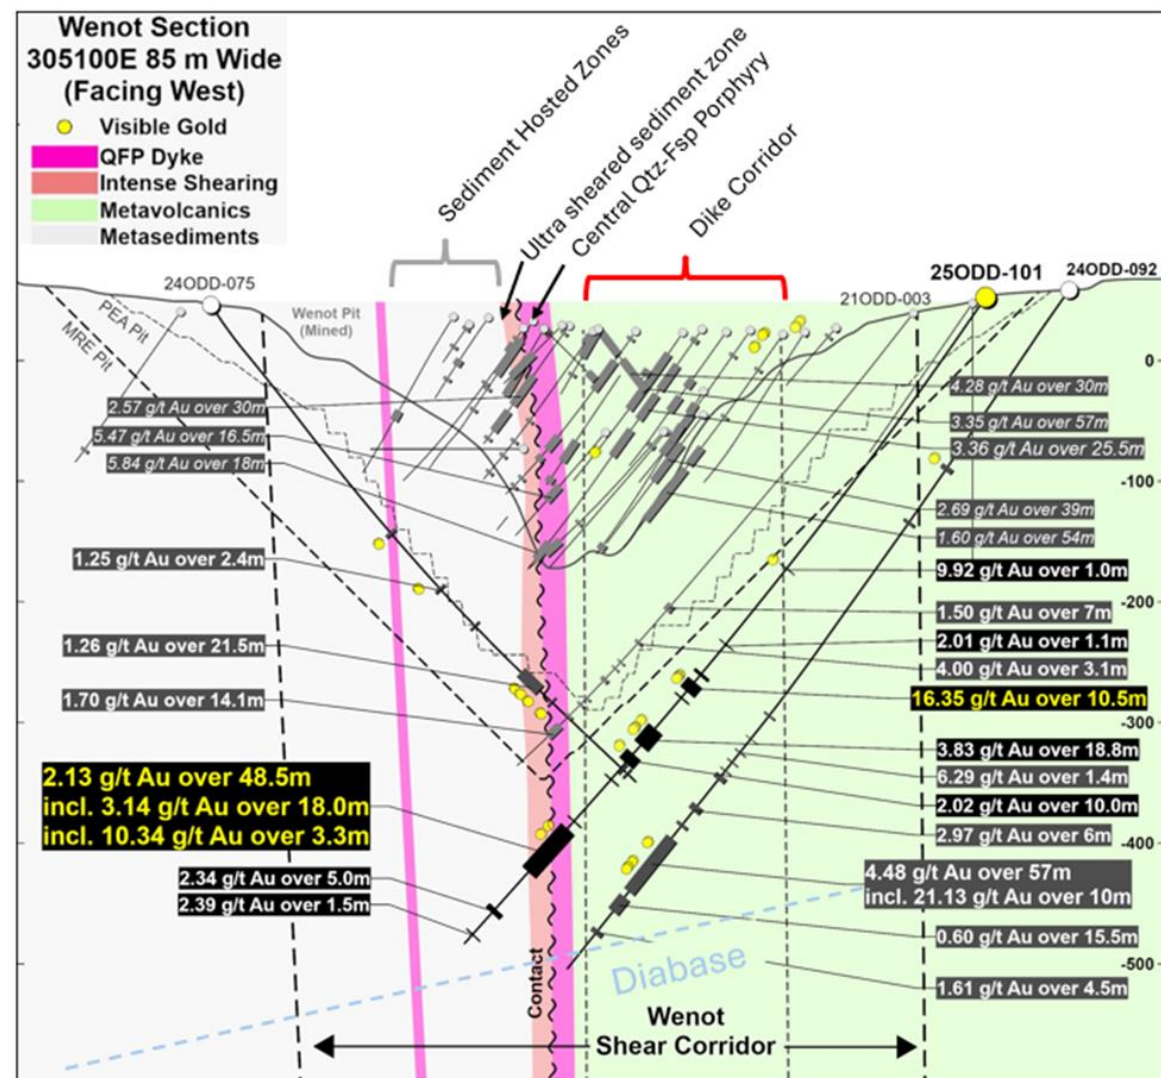 Wenot Section
305100E 85 m Wide
(Facing West)
Visible Gold
QFP Dyke
Intense Shearing
Metavolcanics
Metasediments
Sediment Hosted Zones
Ultra sheared sediment zone
Central Qtz-Fsp Porphyry
Dike Corridor
24ODD-075
25ODD-101
24ODD-092
21ODD-003
PEA Pit
MRE Pit
Wenot Pit
(Mined)
0
-100
-200
-300
-400
-500
2.57 g/t Au over 30m
5.47 g/t Au over 16.5m
5.84 g/t Au over 18m
1.25 g/t Au over 2.4m
1.26 g/t Au over 21.5m
1.70 g/t Au over 14.1m
2.13 g/t Au over 48.5m
incl. 3.14 g/t Au over 18.0m
incl. 10.34 g/t Au over 3.3m
2.34 g/t Au over 5.0m
2.39 g/t Au over 1.5m
4.28 g/t Au over 30m
3.35 g/t Au over 57m
3.36 g/t Au over 25.5m
2.69 g/t Au over 39m
1.60 g/t Au over 54m
9.92 g/t Au over 1.0m
1.50 g/t Au over 7m
2.01 g/t Au over 1.1m
4.00 g/t Au over 3.1m
16.35 g/t Au over 10.5m
3.83 g/t Au over 18.8m
6.29 g/t Au over 1.4m
2.02 g/t Au over 10.0m
2.97 g/t Au over 6m
4.48 g/t Au over 57m
incl. 21.13 g/t Au over 10m
0.60 g/t Au over 15.5m
1.61 g/t Au over 4.5m
Diabase
Contact
Wenot
Shear Corridor